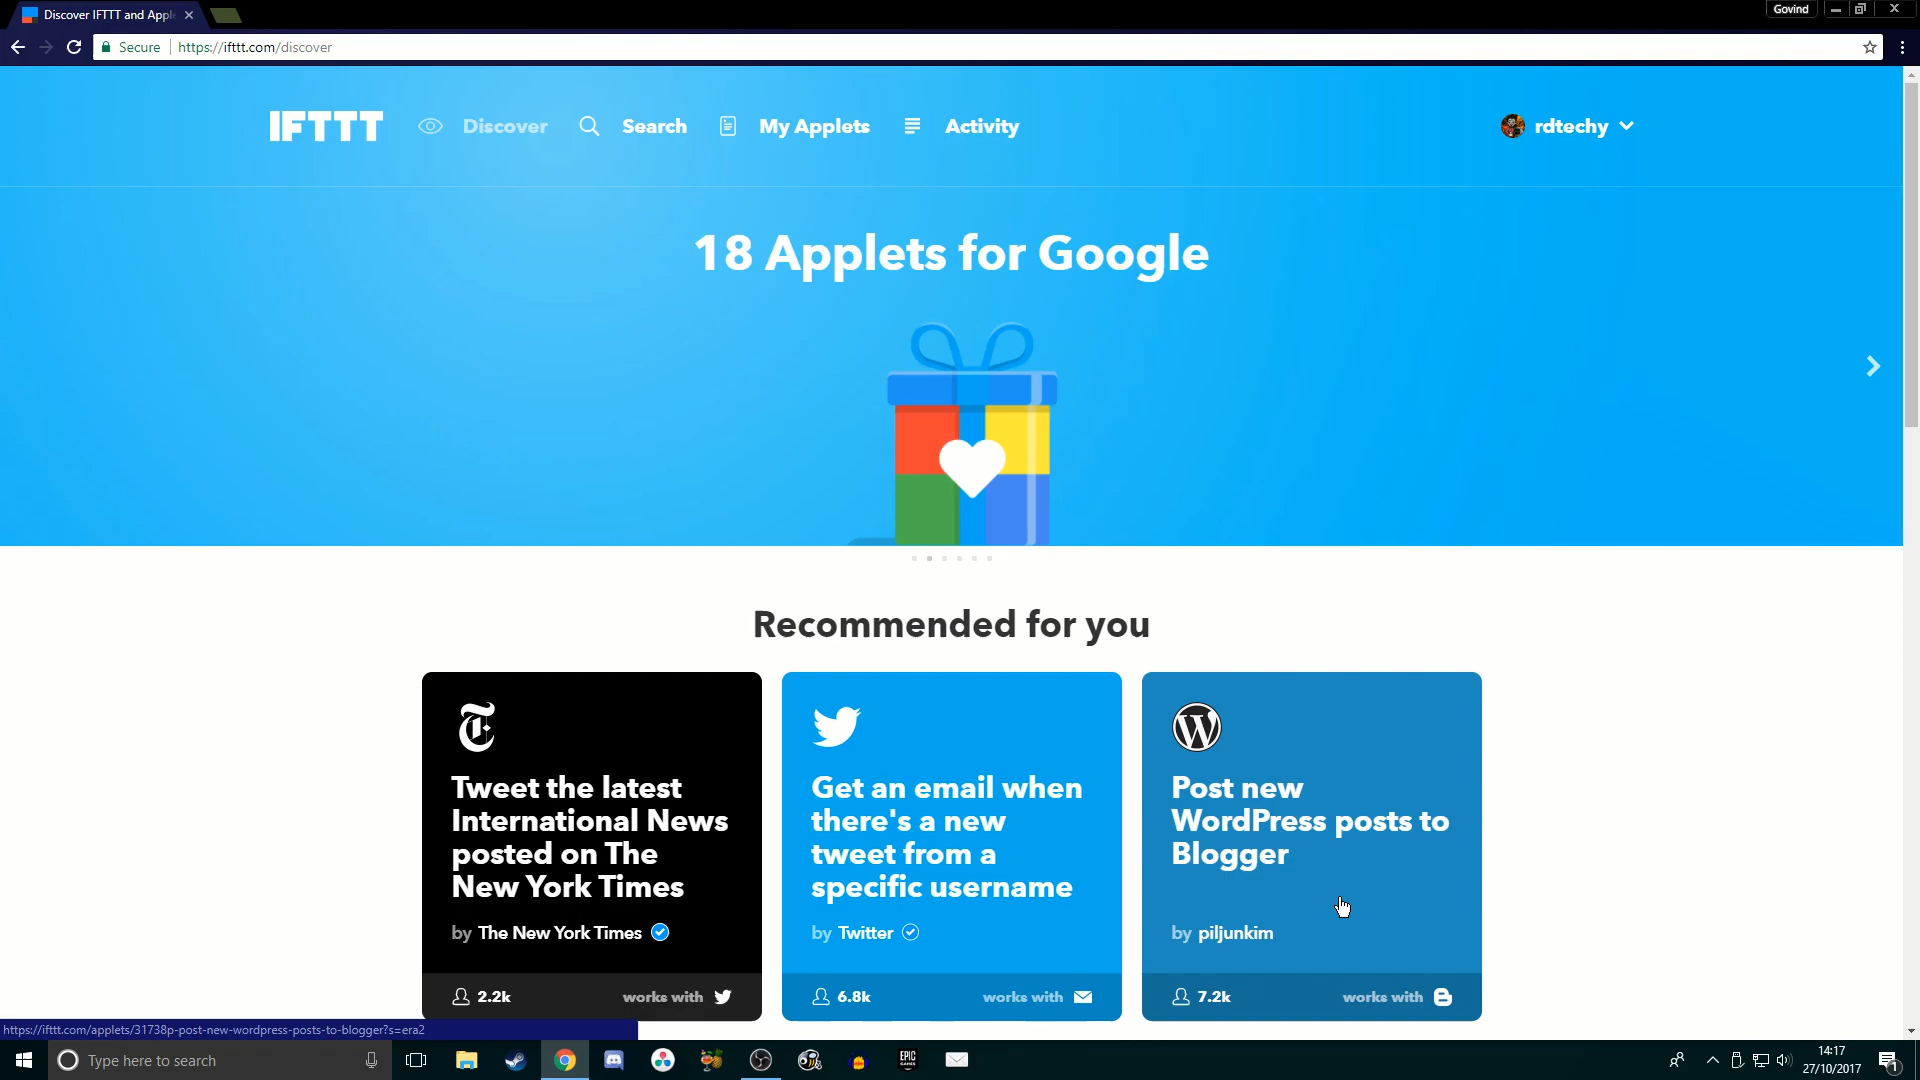 Discover IFTTT and Apple
Govind
Secure
https://ifttt.com/discover
IFTTT
Discover
Search
My Applets
Activity
rdtechy
18 Applets for Google
Recommended for you
Tweet the latest
International News
posted on The
New York Times
by The New York Times
2.2k
works with
Get an email when
there's a new
tweet from a
specific username
by Twitter
6.8k
works with
W
Post new
WordPress posts to
Blogger
by piljunkim
7.2k
works with
https://ifttt.com/applets/31738p-post-new-wordpress-posts-to-blogger?s=era2
Type here to search
EPIC
GAMES
14:17
27/10/2017
1